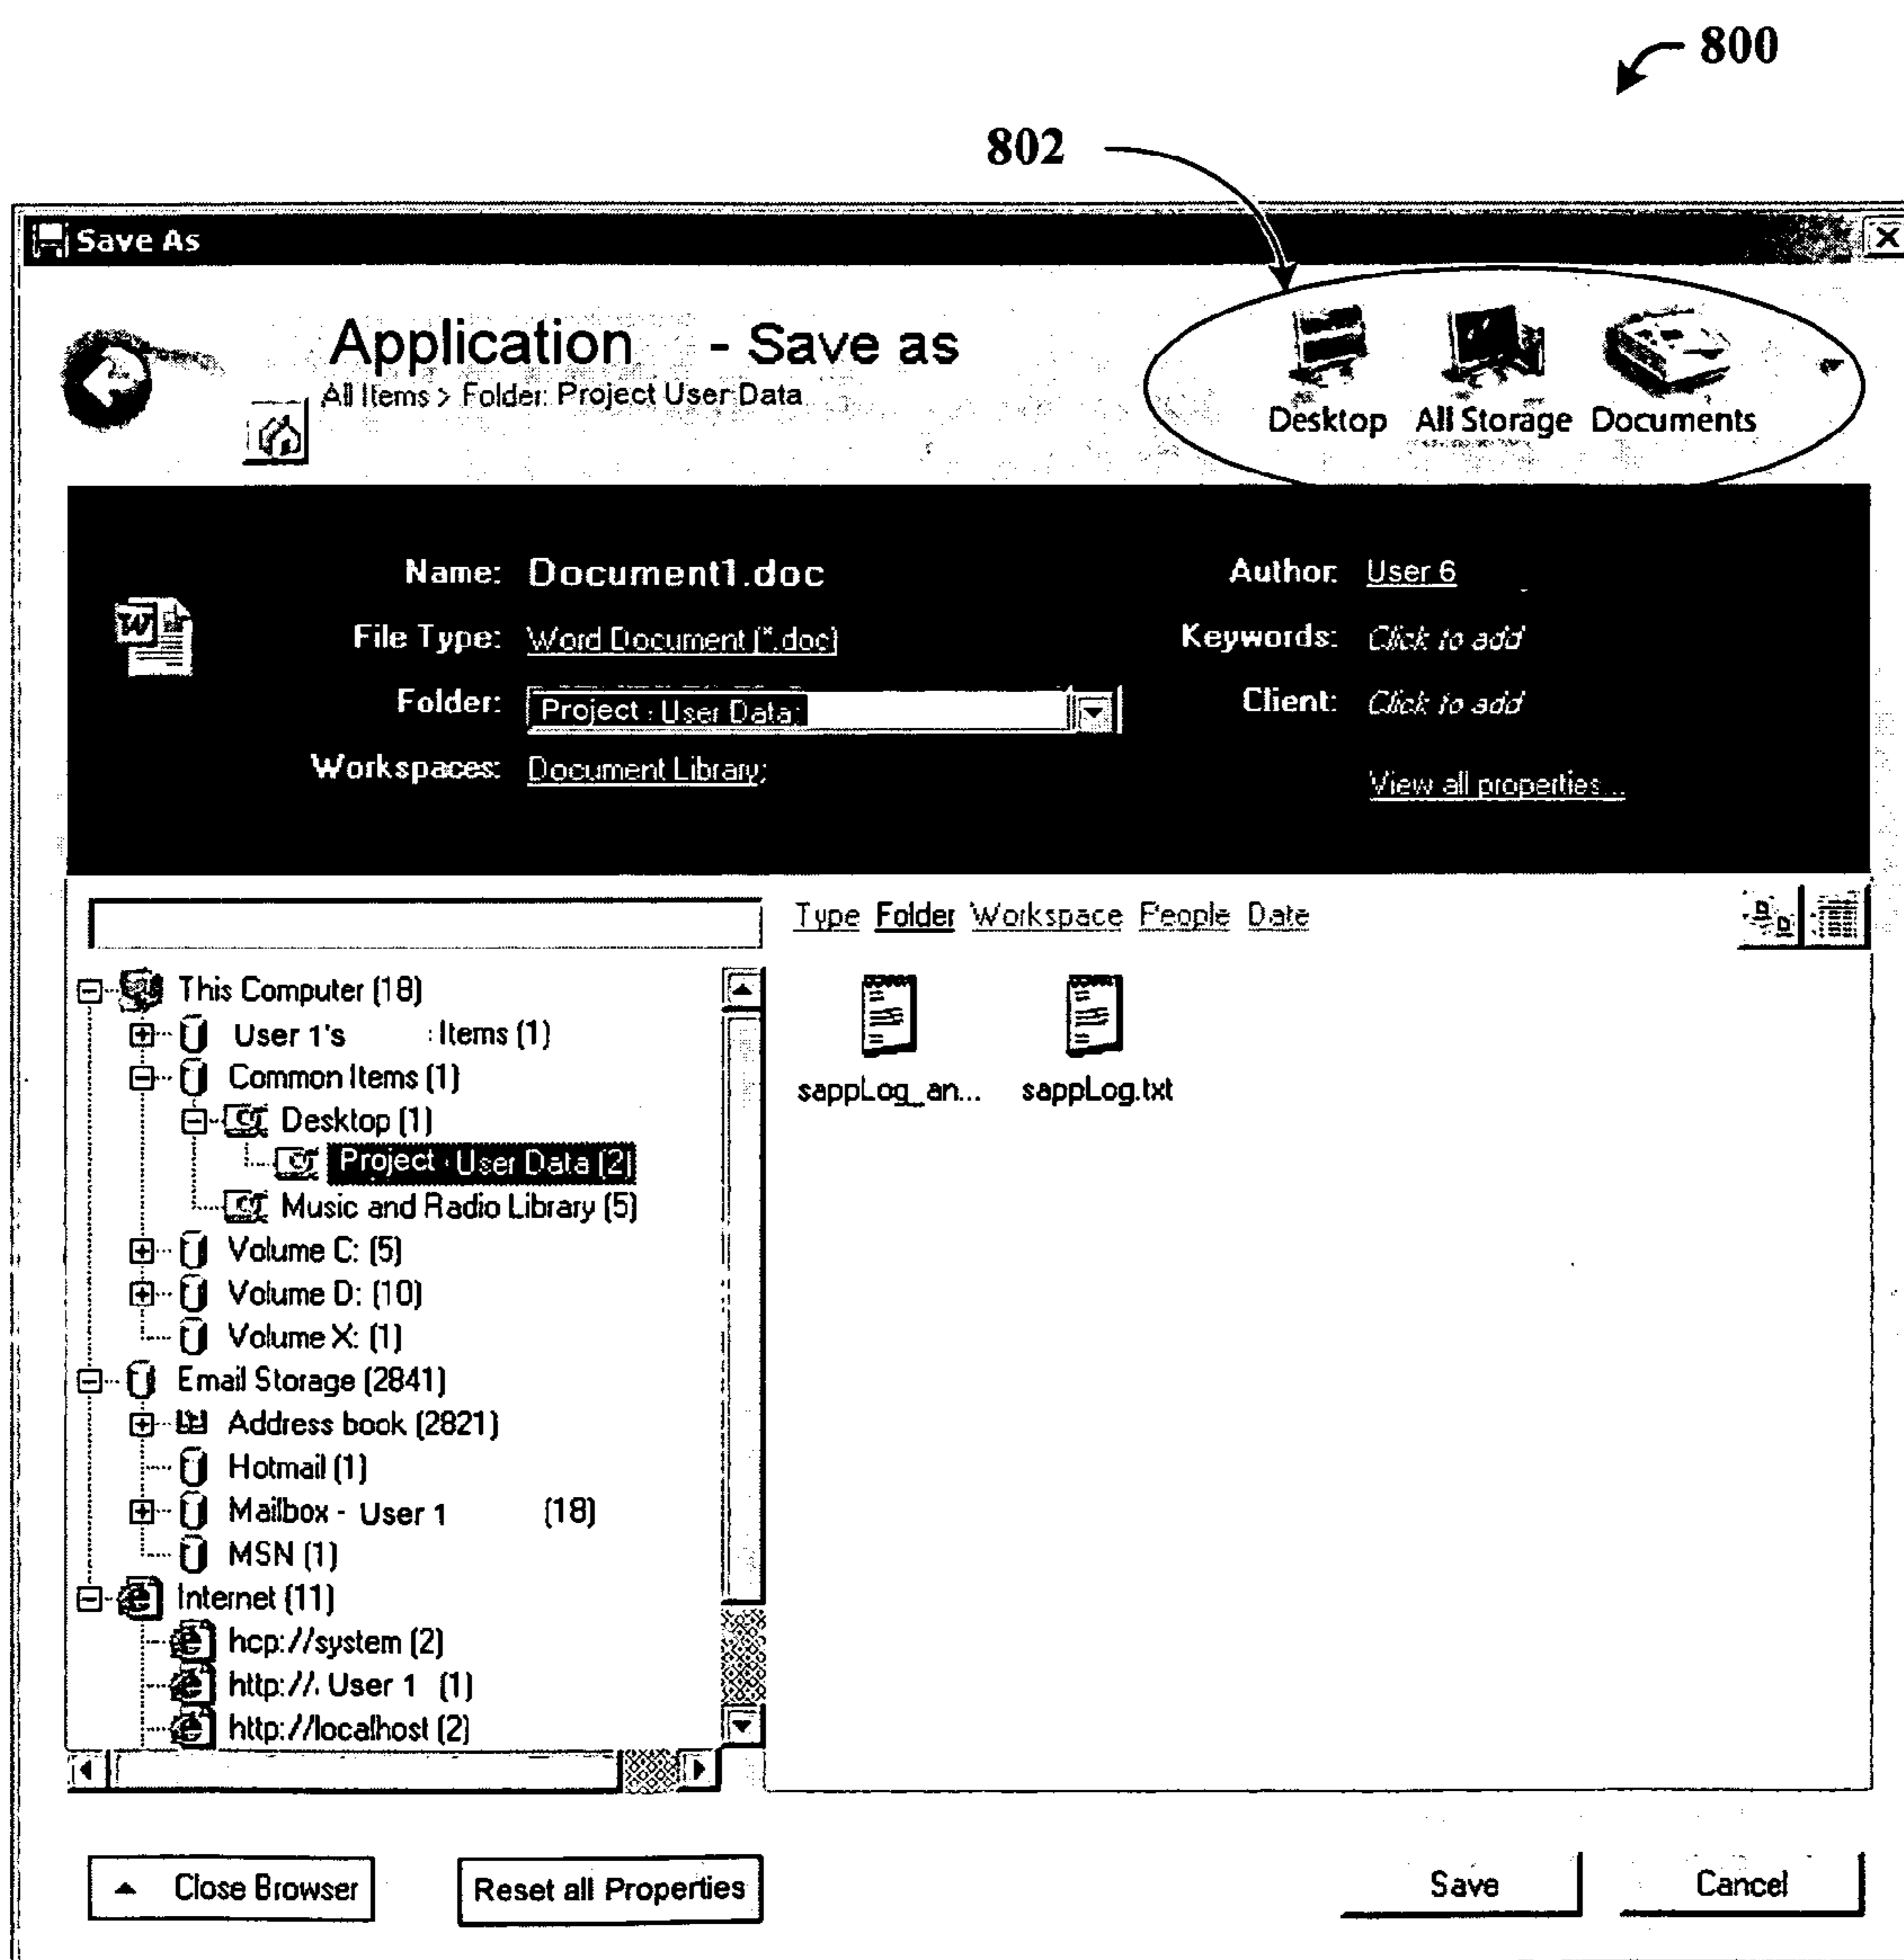 800
802
Save As
Application - Save as
All Items > Folder: Project User Data
Desktop All Storage Documents
Name: Document1.doc
Author: User 6
File Type: Word Document (*.doc)
Keywords: Click to add
Folder: Project User Data;
Client: Click to add
Workspaces: Document Library;
View all properties...
Type Folder Workspace People Date
This Computer (18)
User 1's Items (1)
Common Items (1)
Desktop (1)
Project User Data (2)
Music and Radio Library (5)
Volume C: (5)
Volume D: (10)
Volume X: (1)
Email Storage (2841)
Address book (2821)
Hotmail (1)
Mailbox - User 1 (18)
MSN (1)
Internet (11)
hcp://system (2)
http://. User 1 (1)
http://localhost (2)
sappLog_an... sappLog.txt
Close Browser
Reset all Properties
Save
Cancel